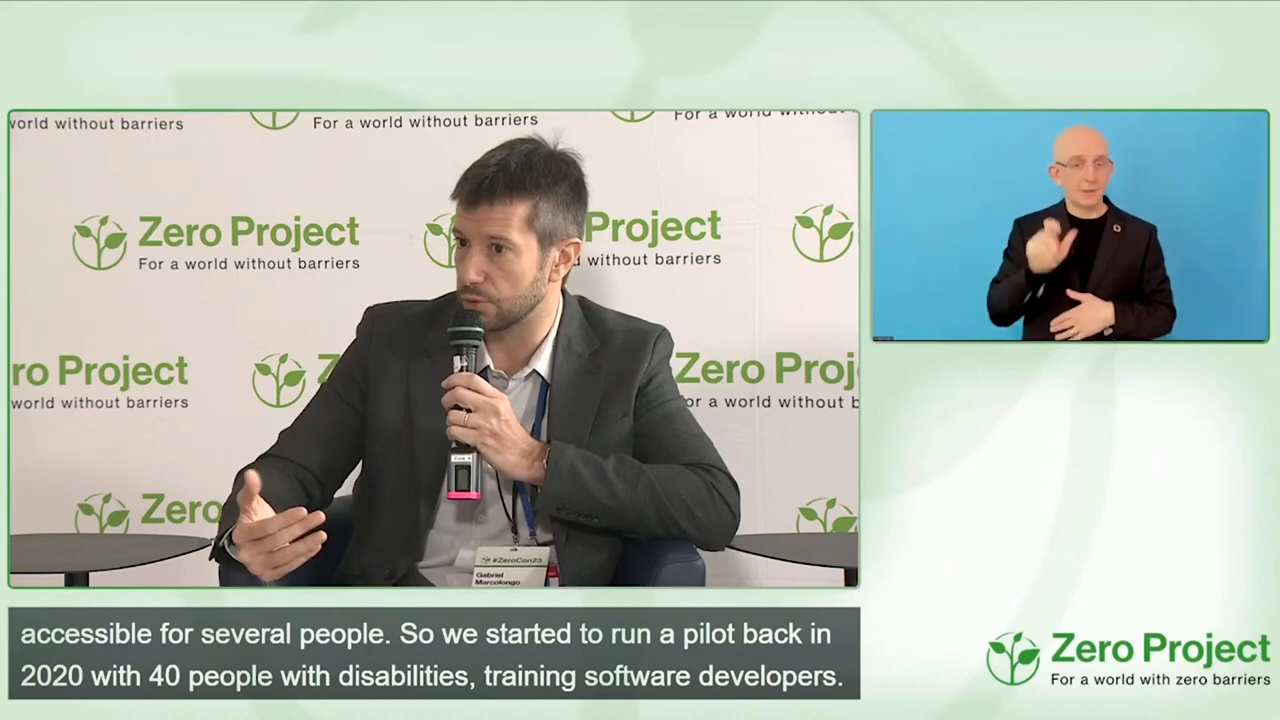 world without barriers
For a world without barriers
For a world without barriers
Zero Project
For a world without barriers
Project
d without barriers
ro Project
world without barriers
Z
Zero Proj
or a world without b
Zero
#ZeroCon23
Gabriel
Marcolongo
accessible for several people. So we started to run a pilot back in
2020 with 40 people with disabilities, training software developers.
Zero Project
For a world with zero barriers